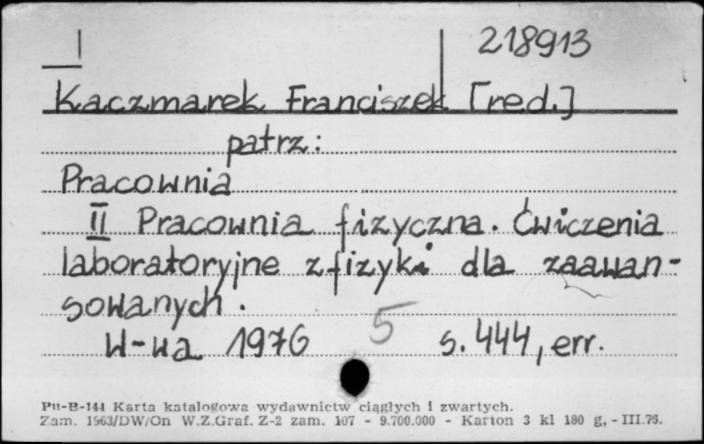 218913
Kaczmarek Franciszek [red.]
patrz:
Pracownia
II Pracownia fizyczna. Ćwiczenia
laboratoryjne z fizyki dla zaawan-
sowanych.
W-wa 1976 5 s. 444, err.
Pu-B-144 Karta katalogowa wydawnictw ciągłych i zwartych.
Zam. 1963/DW/On W.Z.Graf. Z-2 zam. 107 - 9.700.000 - Karton 3 kl 180 g, - III.76.